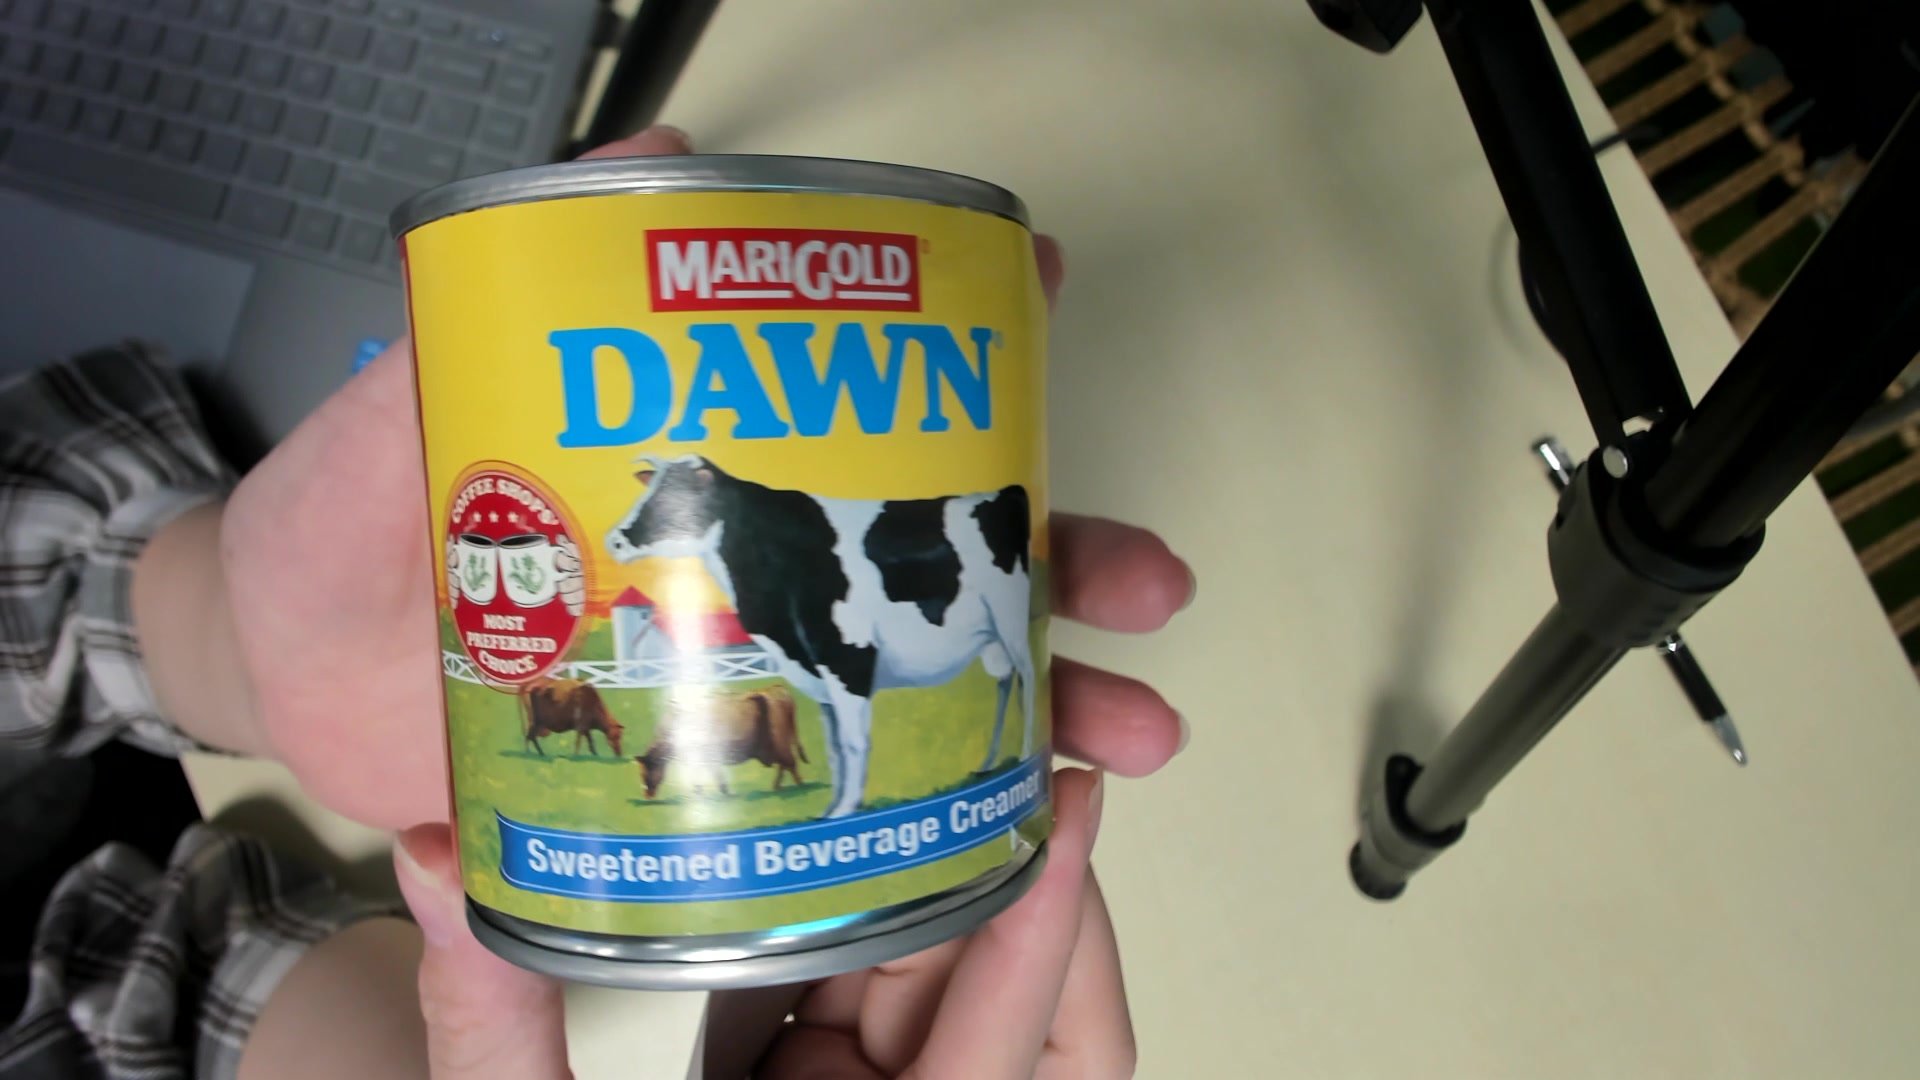 MARIGOLD
DAWN
COFFEE SHOPS'
MOST
PREFERRED
CHOICE
Sweetened Beverage Creamer